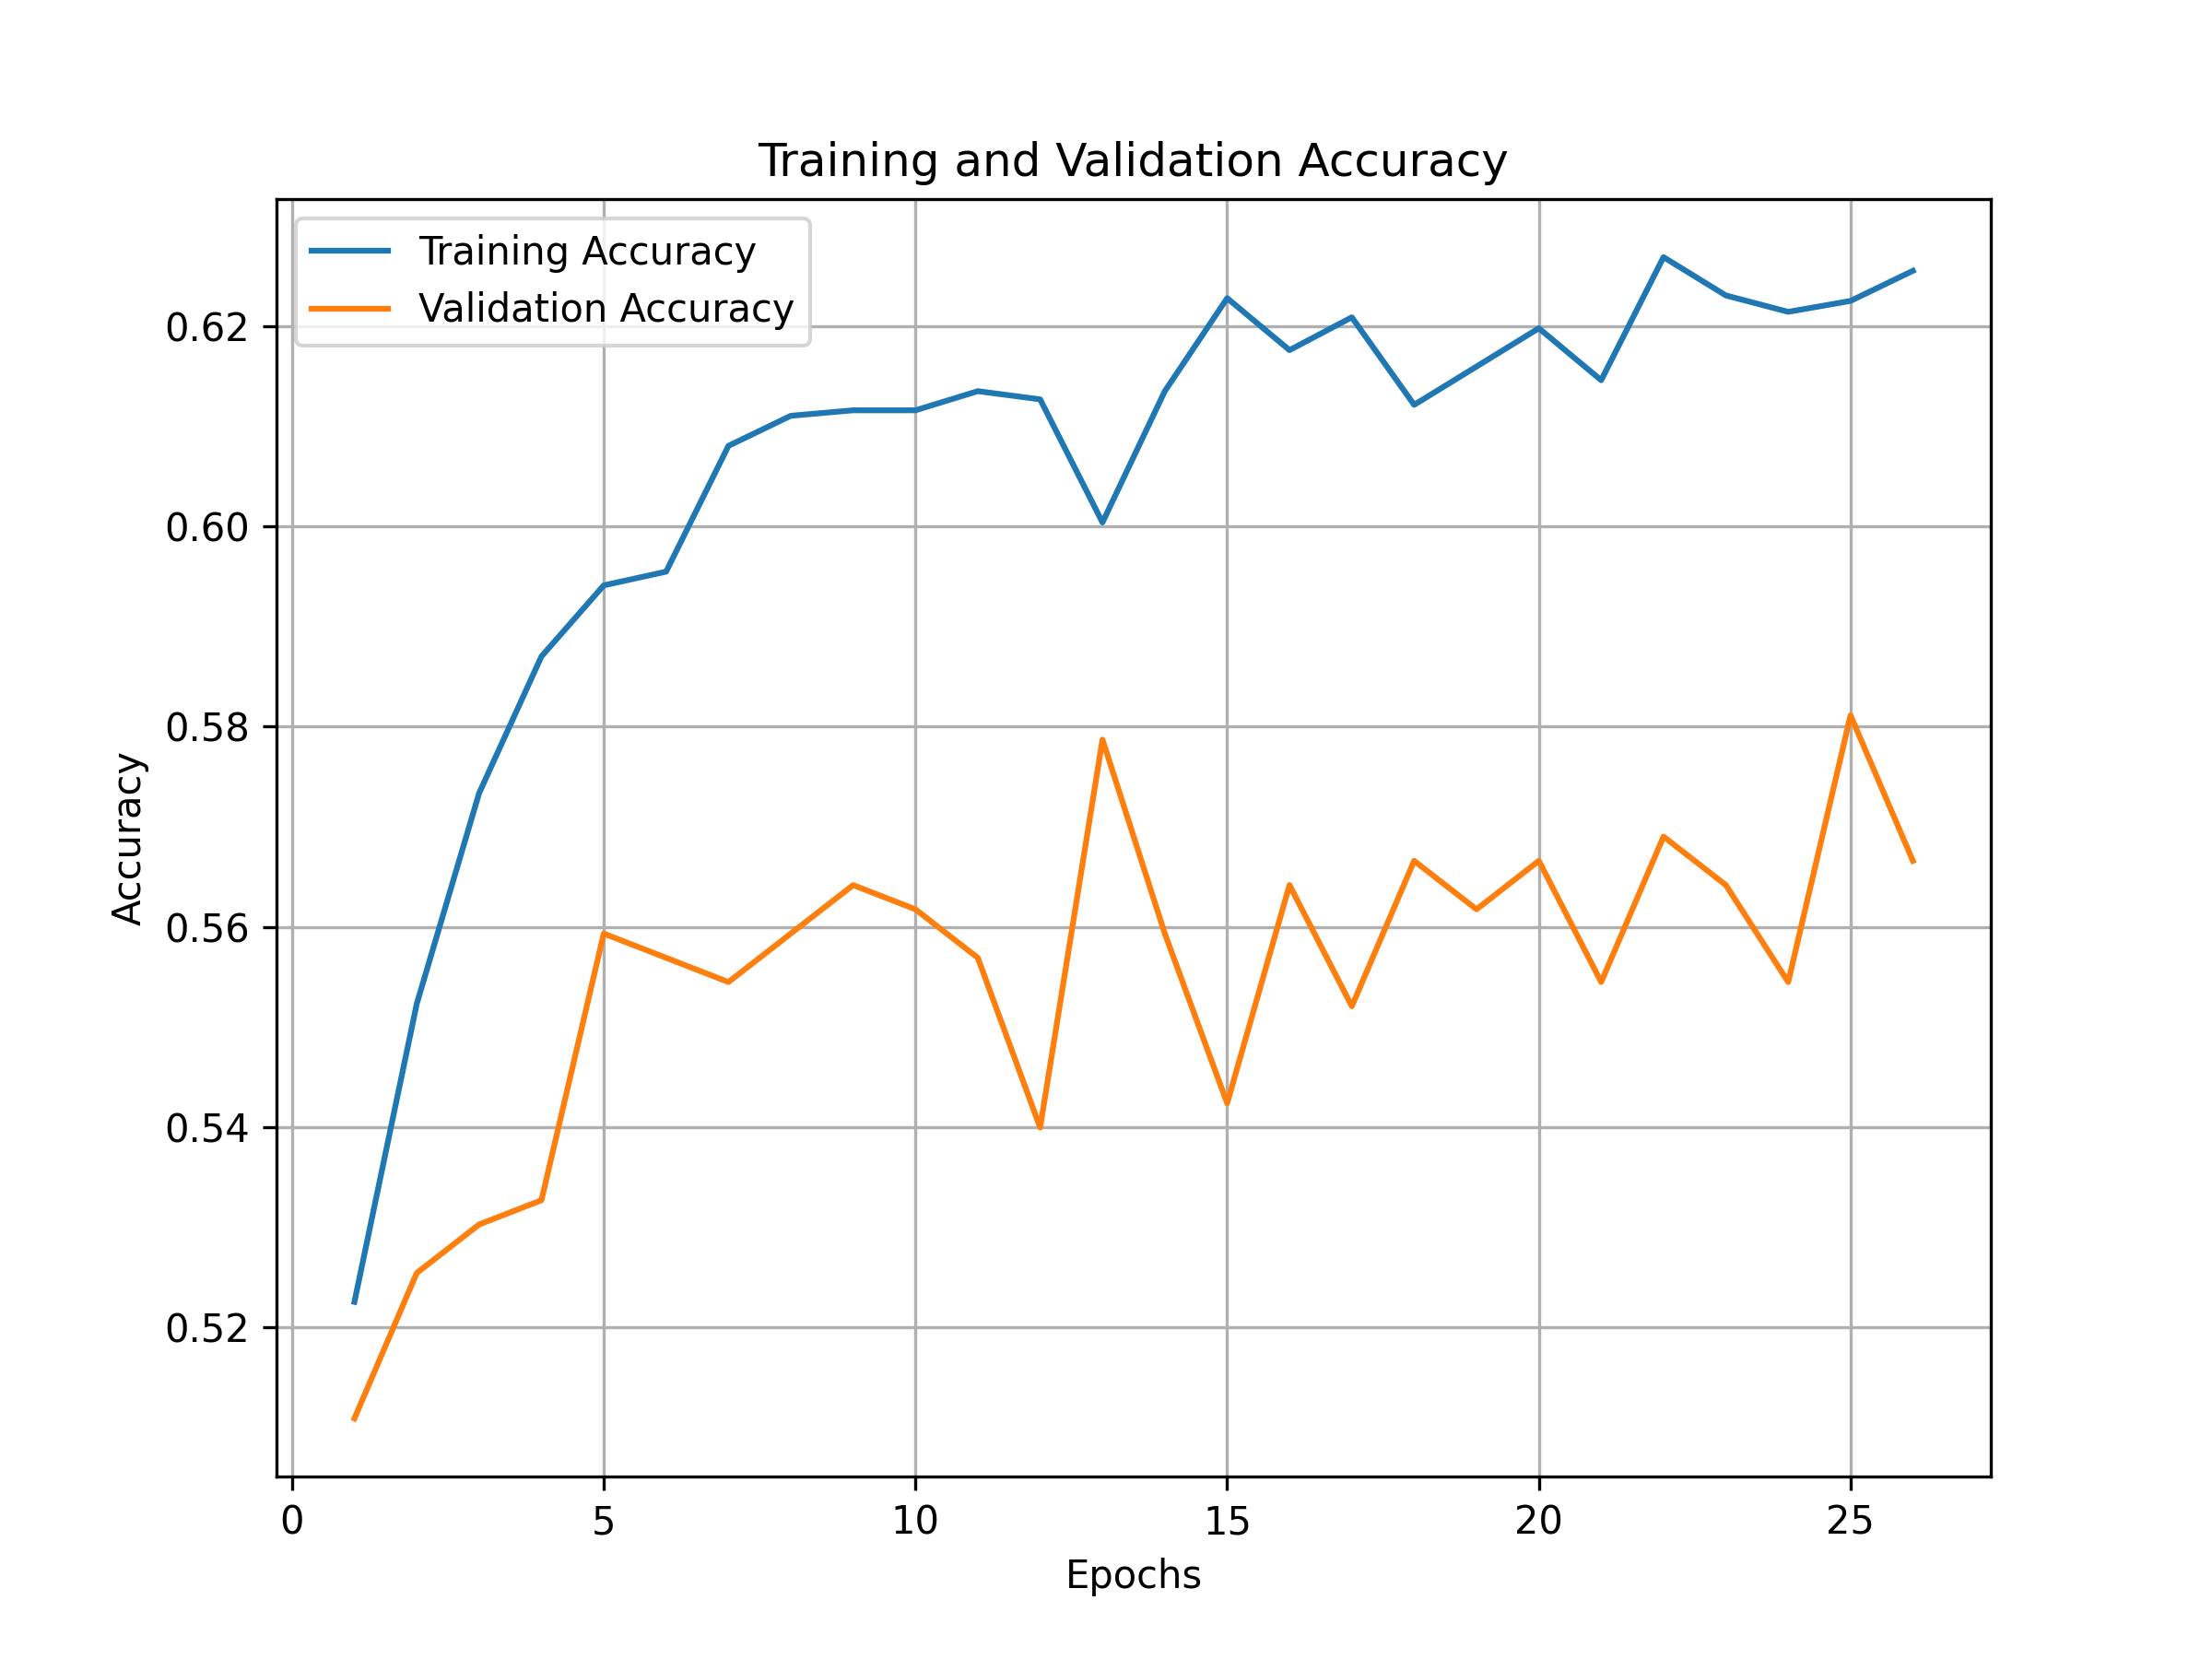 Training and Validation Accuracy
Training Accuracy
Validation Accuracy
0.62
0.60
0.58
0.56
0.54
0.52
Accuracy
0 5 10 15 20 25
Epochs